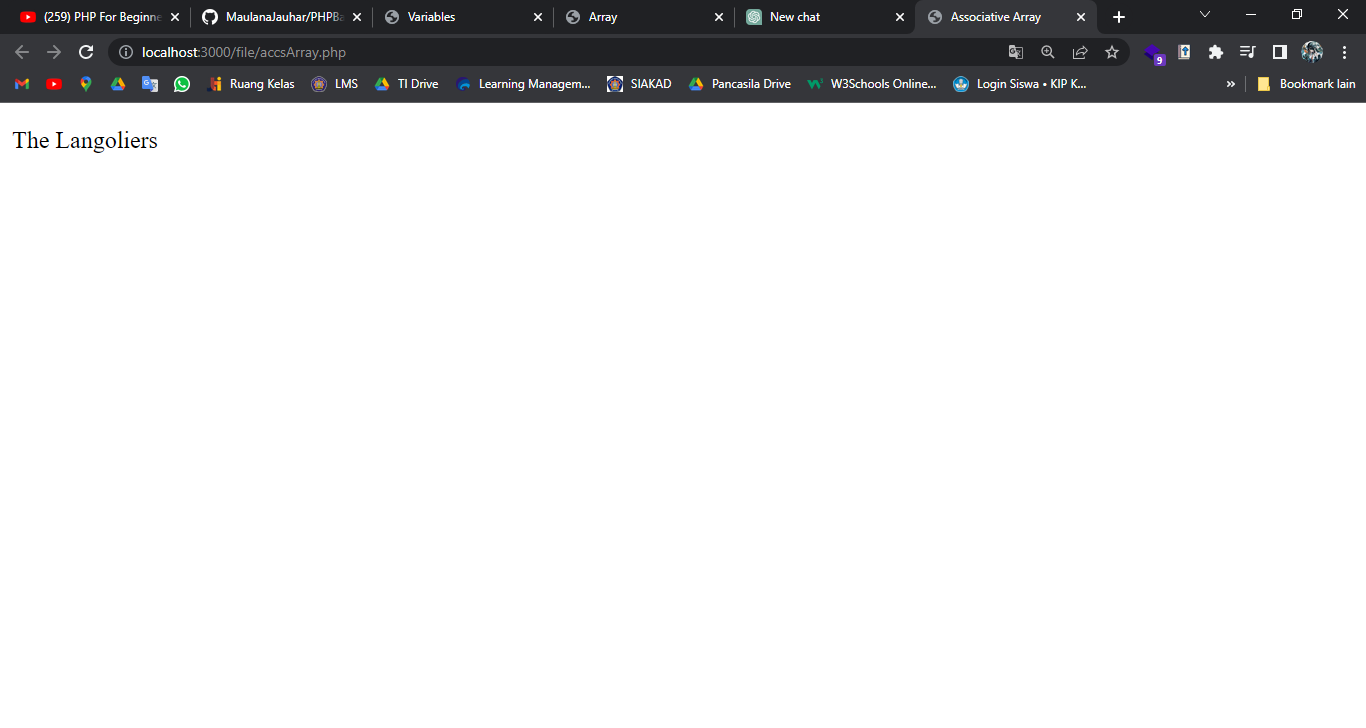 (259) PHP For Beginne
MaulanaJauhar/PHPBa
Variables
Array
New chat
Associative Array
localhost:3000/file/accsArray.php
9
Ruang Kelas
LMS
TI Drive
Learning Managem...
SIAKAD
Pancasila Drive
W3Schools Online...
Login Siswa • KIP K...
»
Bookmark lain
The Langoliers